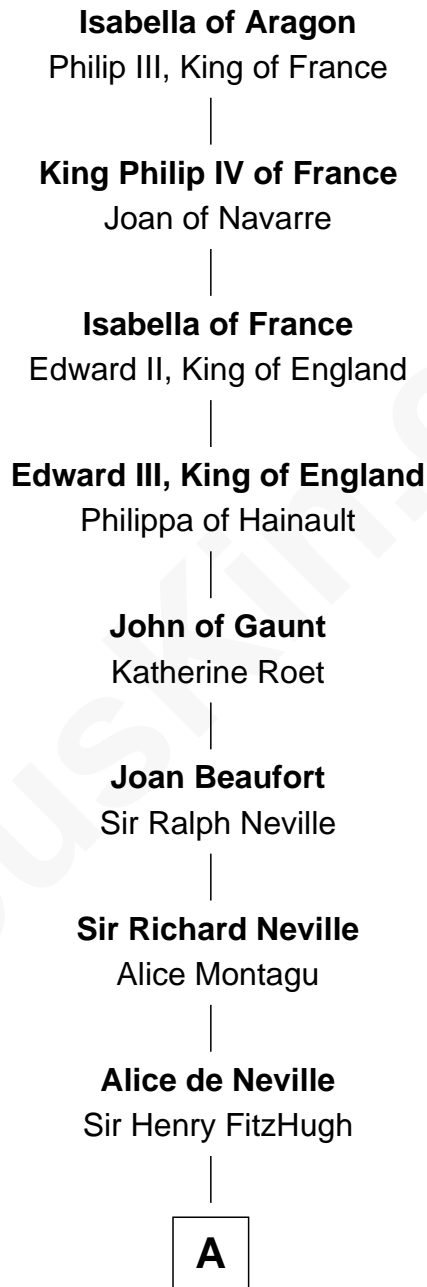 Isabella of Aragon
Philip III, King of France
King Philip IV of France
Joan of Navarre
Isabella of France
Edward II, King of England
Edward III, King of England
Philippa of Hainault
John of Gaunt
Katherine Roet
Joan Beaufort
Sir Ralph Neville
Sir Richard Neville
Alice Montagu
Alice de Neville
Sir Henry FitzHugh
A